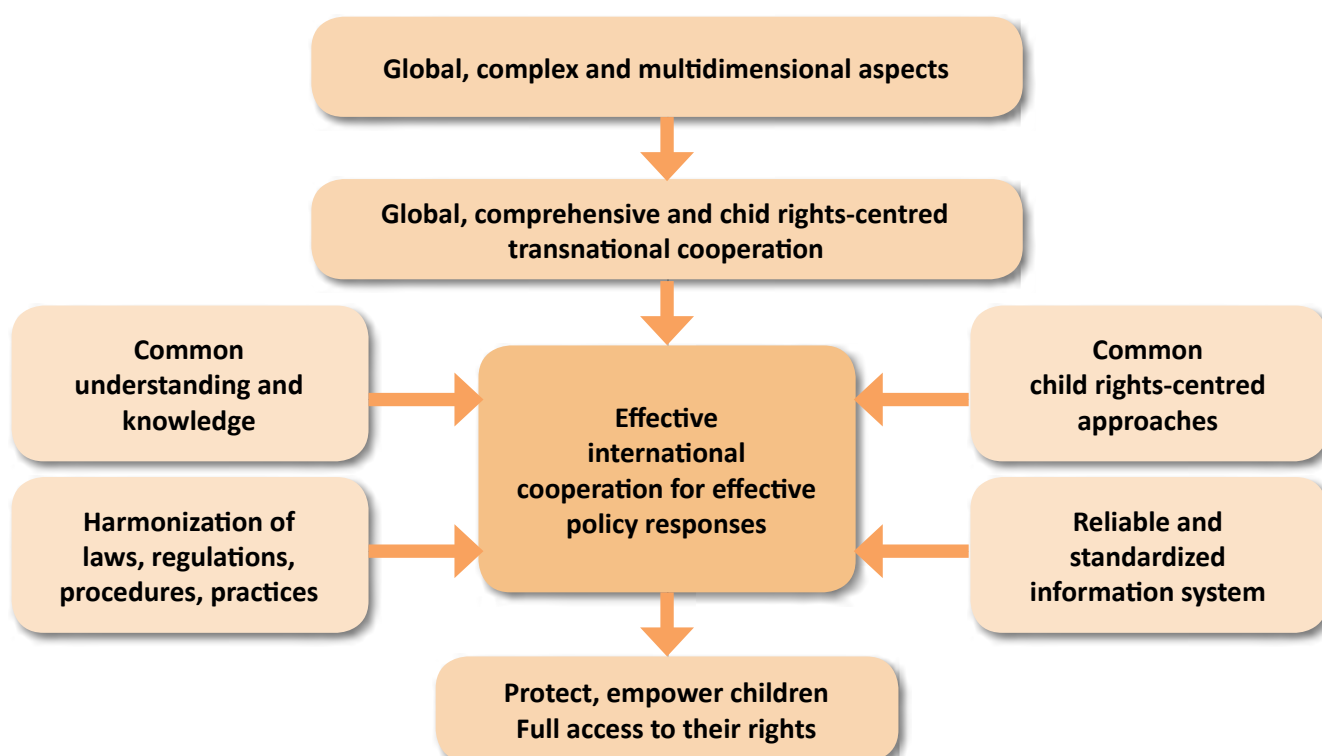 Global, complex and multidimensional aspects
Global, comprehensive and chid rights-centred
transnational cooperation
Common
understanding and
knowledge
Common
child rights-centred
approaches
Effective
international
cooperation for effective
policy responses
Harmonization of
laws, regulations,
procedures, practices
Reliable and
standardized
information system
Protect, empower children
Full access to their rights